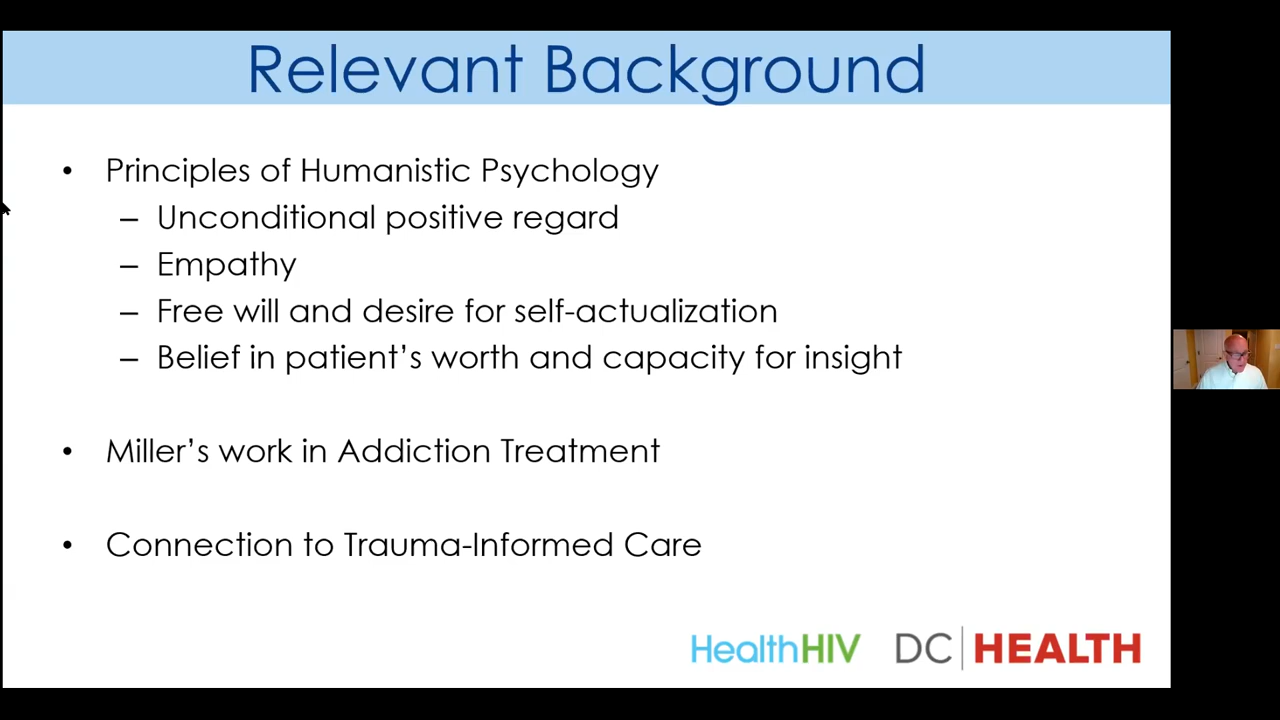 Relevant Background
• Principles of Humanistic Psychology
– Unconditional positive regard
– Empathy
– Free will and desire for self-actualization
– Belief in patient's worth and capacity for insight
• Miller's work in Addiction Treatment
• Connection to Trauma-Informed Care
HealthHIV DC | HEALTH